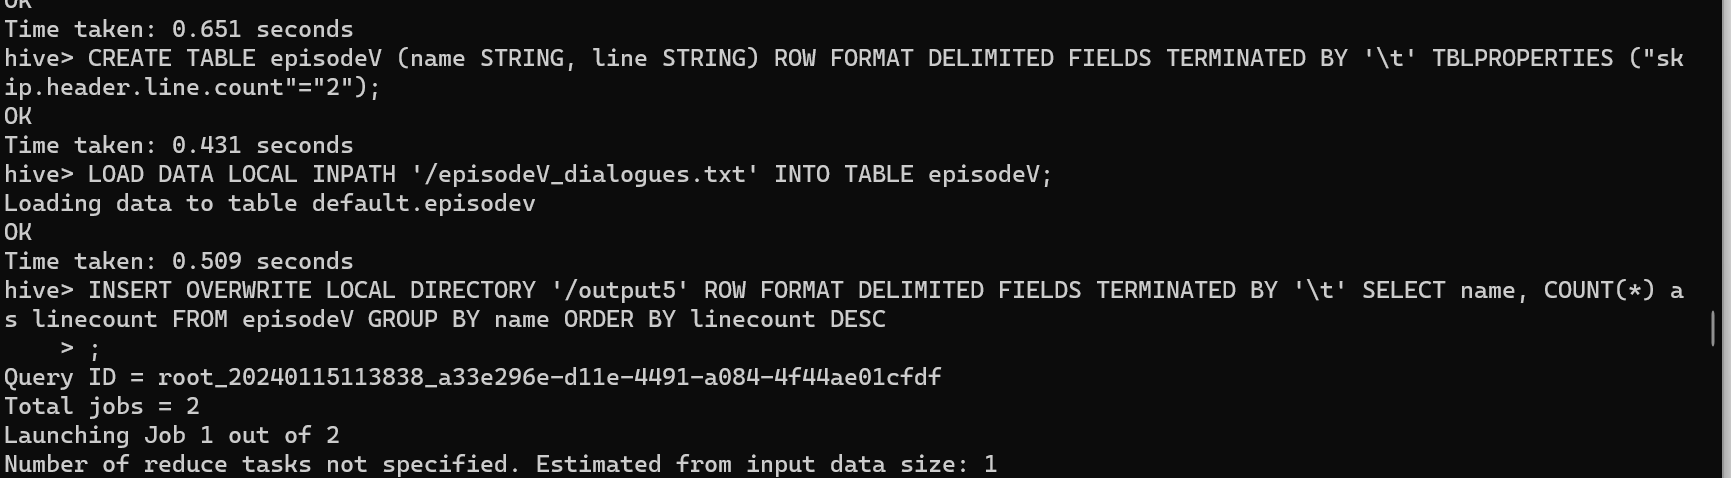 OK
Time taken: 0.651 seconds
hive> CREATE TABLE episodeV (name STRING, line STRING) ROW FORMAT DELIMITED FIELDS TERMINATED BY '\t' TBLPROPERTIES ("sk
ip.header.line.count"="2");
OK
Time taken: 0.431 seconds
hive> LOAD DATA LOCAL INPATH '/episodeV_dialogues.txt' INTO TABLE episodeV;
Loading data to table default.episodev
OK
Time taken: 0.509 seconds
hive> INSERT OVERWRITE LOCAL DIRECTORY '/output5' ROW FORMAT DELIMITED FIELDS TERMINATED BY '\t' SELECT name, COUNT(*) a
s linecount FROM episodeV GROUP BY name ORDER BY linecount DESC
    > ;
Query ID = root_20240115113838_a33e296e-d11e-4491-a084-4f44ae01cfdf
Total jobs = 2
Launching Job 1 out of 2
Number of reduce tasks not specified. Estimated from input data size: 1